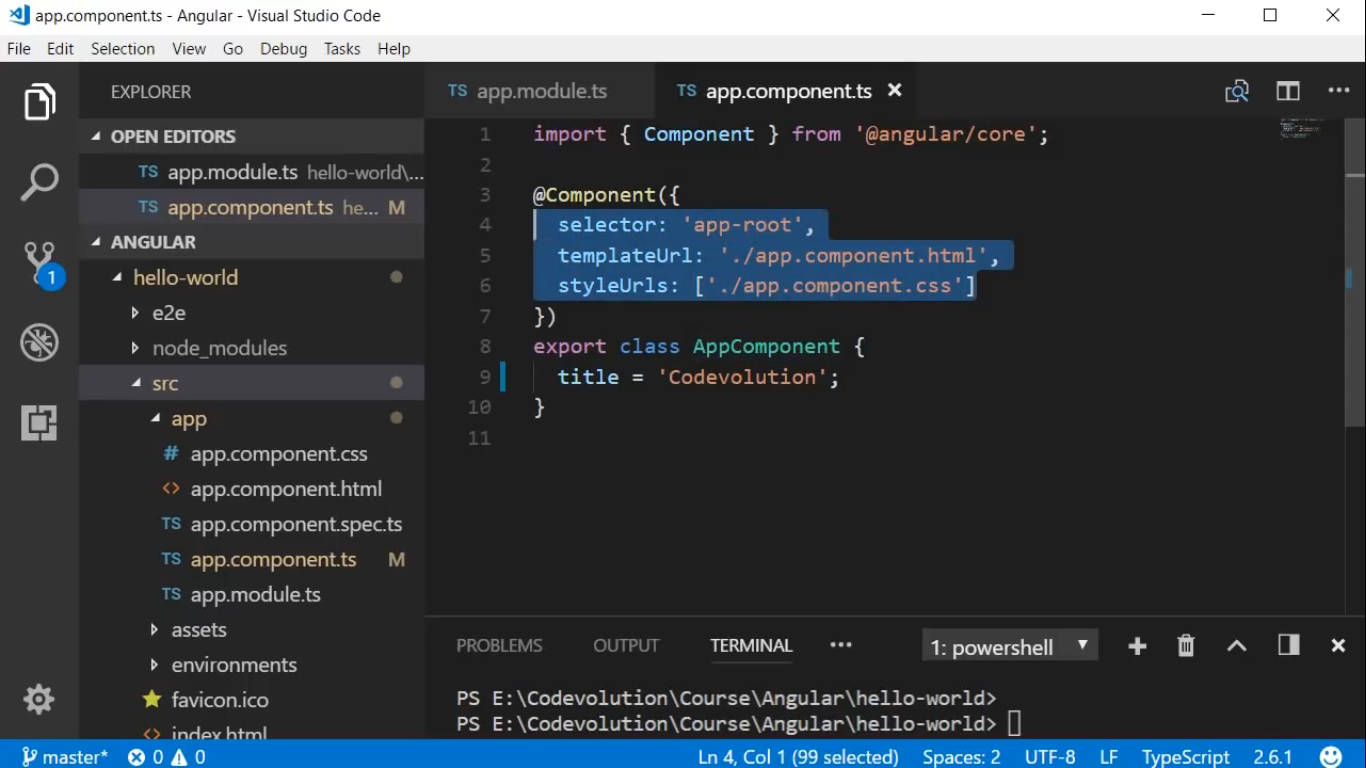 app.component.ts - Angular - Visual Studio Code
File Edit Selection View Go Debug Tasks Help
EXPLORER
OPEN EDITORS
TS app.module.ts hello-world\...
TS app.component.ts he... M
ANGULAR
hello-world
e2e
node_modules
src
app
# app.component.css
<> app.component.html
TS app.component.spec.ts
TS app.component.ts M
TS app.module.ts
assets
environments
favicon.ico
<> index.html
1
TS app.module.ts TS app.component.ts
1 import { Component } from '@angular/core';
2
3 @Component({
4 selector: 'app-root',
5 templateUrl: './app.component.html',
6 styleUrls: ['./app.component.css']
7 })
8 export class AppComponent {
9 title = 'Codevolution';
10 }
11
PROBLEMS OUTPUT TERMINAL ••• 1: powershell
PS E:\Codevolution\Course\Angular\hello-world>
PS E:\Codevolution\Course\Angular\hello-world>
master* 0 0 Ln 4, Col 1 (99 selected) Spaces: 2 UTF-8 LF TypeScript 2.6.1